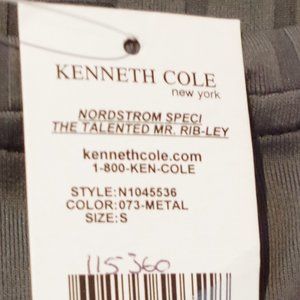 KENNETH COLE
new york
NORDSTROM SPECI
THE TALENTED MR. RIB-LEY
kennethcole.com
1-800-KEN-COLE
STYLE:N1045536
COLOR:073-METAL
SIZE:S
115360